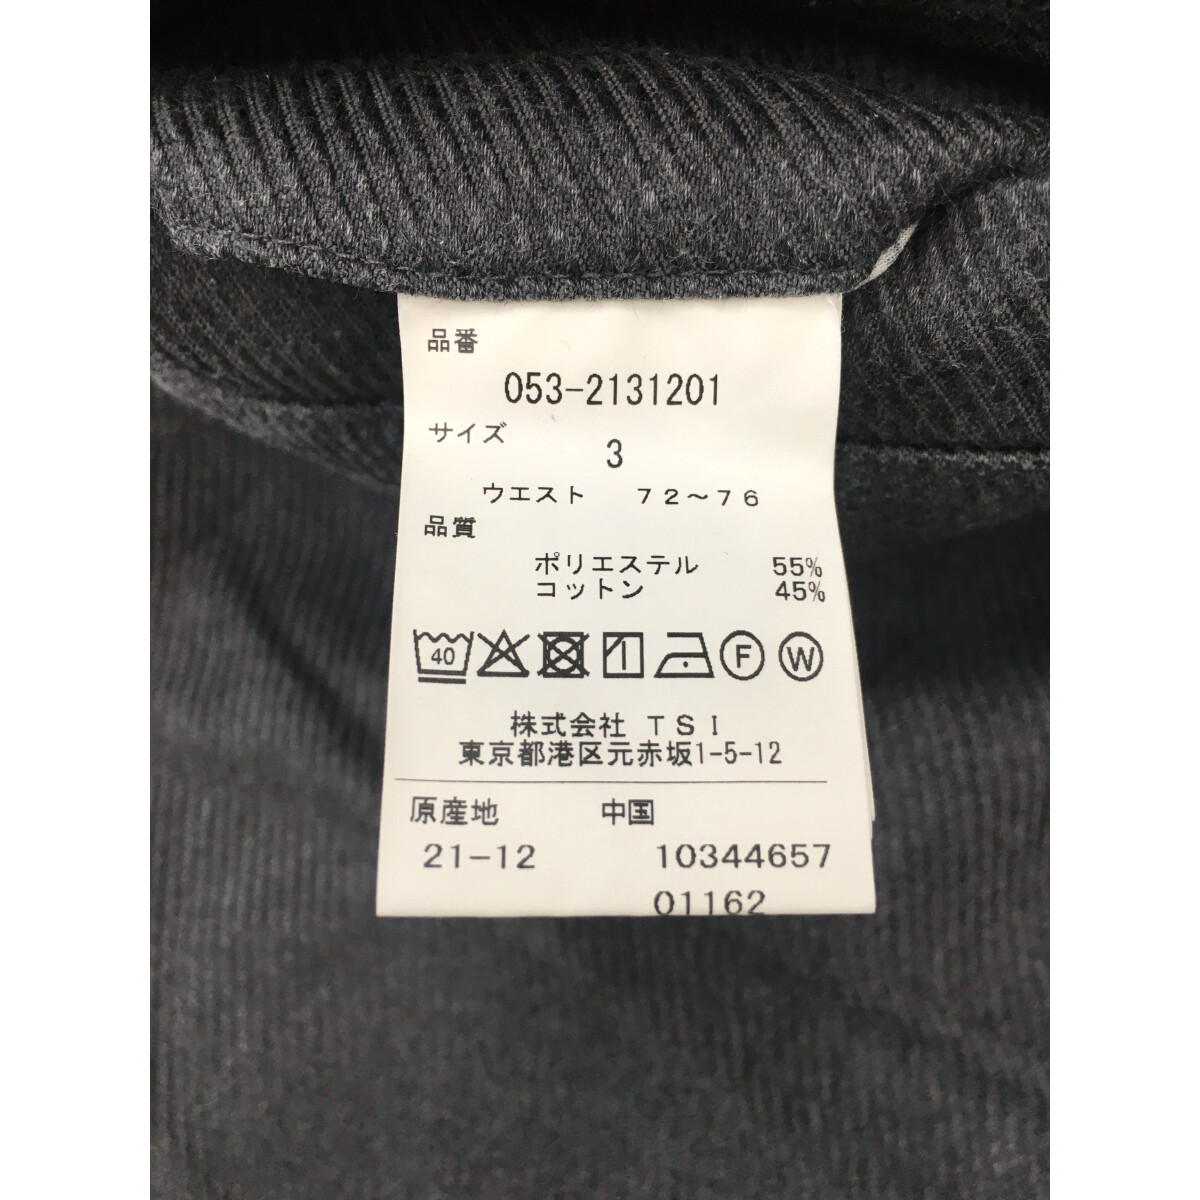 品番
053-2131201
サイズ
3
ウエスト 72～76
品質
ポリエステル 55%
コットン 45%
40 F W
株式会社 TSI
東京都港区元赤坂1-5-12
原産地 中国
21-12 10344657
01162